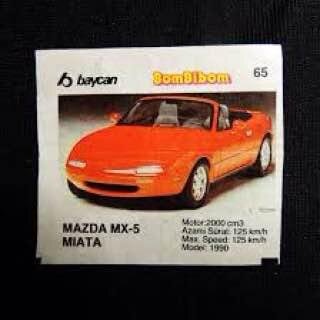 baycan BomBibom 65
MAZDA MX-5
MIATA
Motor:2000 cm3
Azami Sürat: 125 km/h
Max. Speed: 125 km/h
Model: 1990